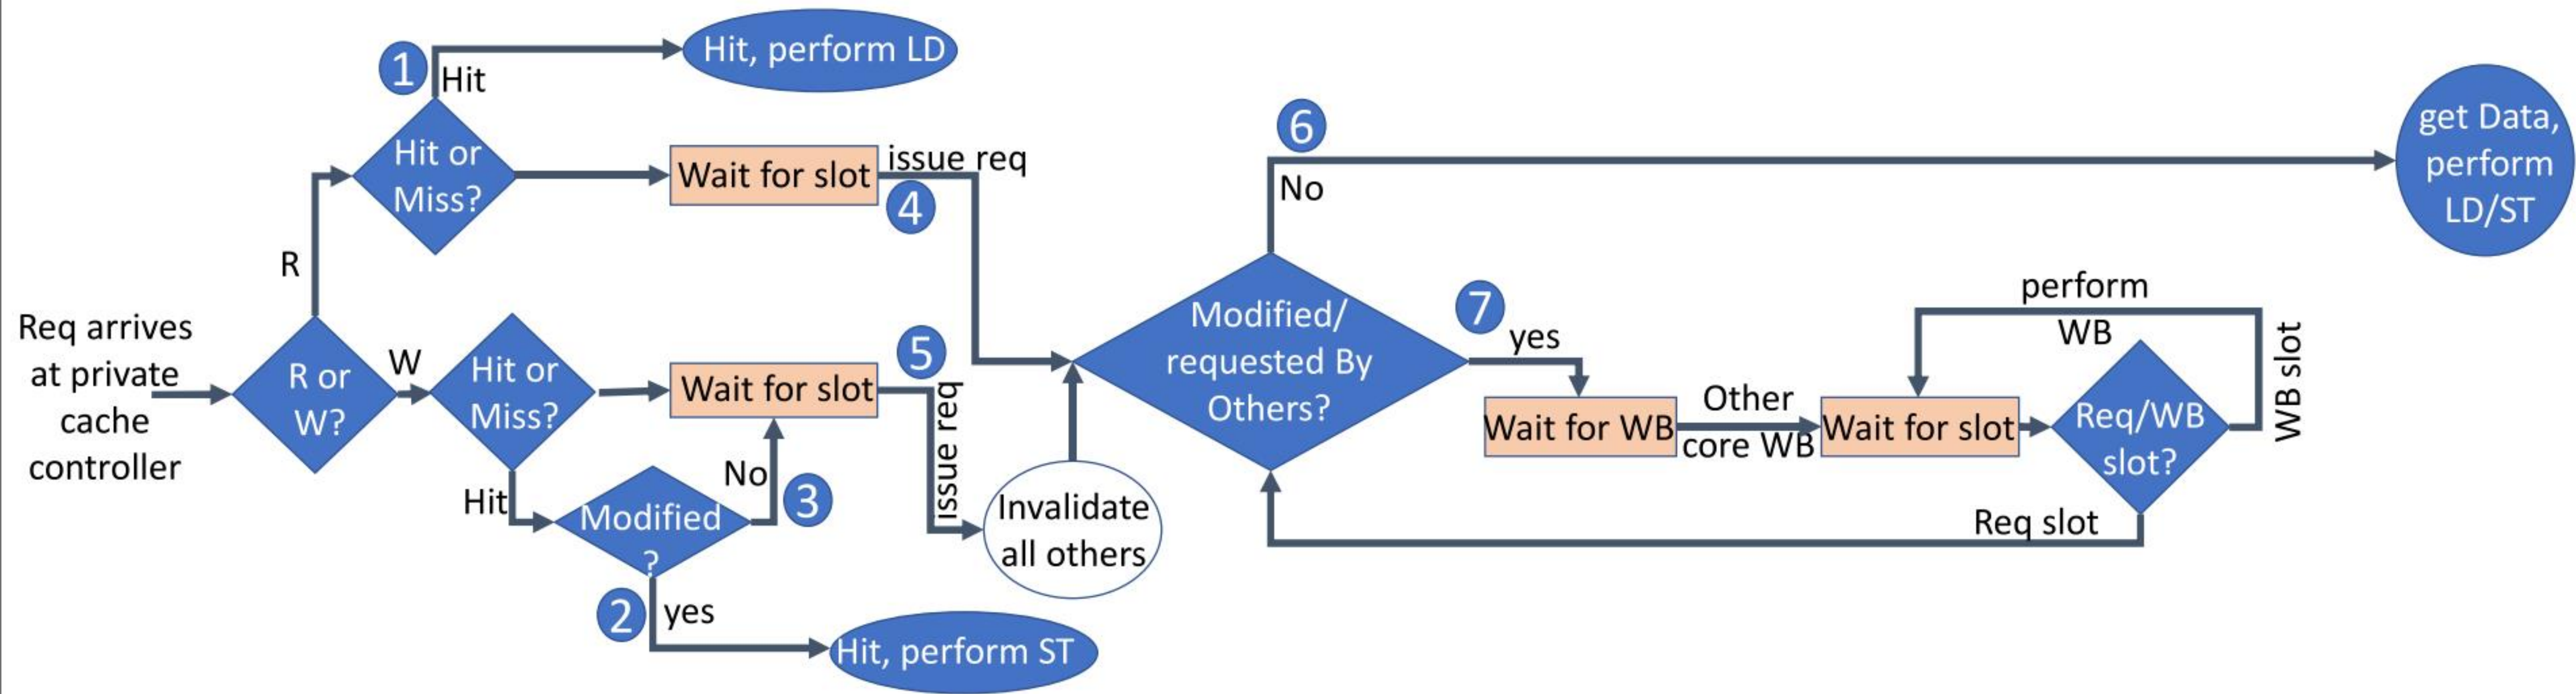 1
Hit
Hit, perform LD
Hit or
Miss?
Wait for slot
issue req
4
R
Req arrives
at private
cache
controller
R or
W?
W
Hit or
Miss?
Wait for slot
5
issue req
Hit
Modified
?
No
3
2
yes
Hit, perform ST
Invalidate
all others
Modified/
requested By
Others?
6
No
get Data,
perform
LD/ST
7
yes
Wait for WB
Other
core WB
Wait for slot
Req/WB
slot?
perform
WB
WB slot
Req slot